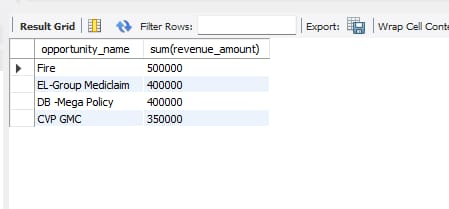 Result Grid Filter Rows: Export: Wrap Cell Conte
opportunity_name sum(revenue_amount)
Fire 500000
EL-Group Mediclaim 400000
DB -Mega Policy 400000
CVP GMC 350000